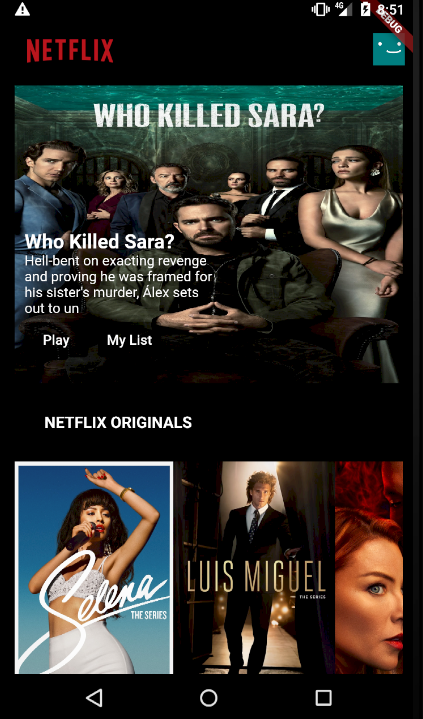 4G
8:51
DEBUG
NETFLIX
WHO KILLED SARA?
Who Killed Sara?
Hell-bent on exacting revenge
and proving he was framed for
his sister's murder, Álex sets
out to un
Play My List
NETFLIX ORIGINALS
Selena
THE SERIES
LUIS MIGUEL
THE SERIES